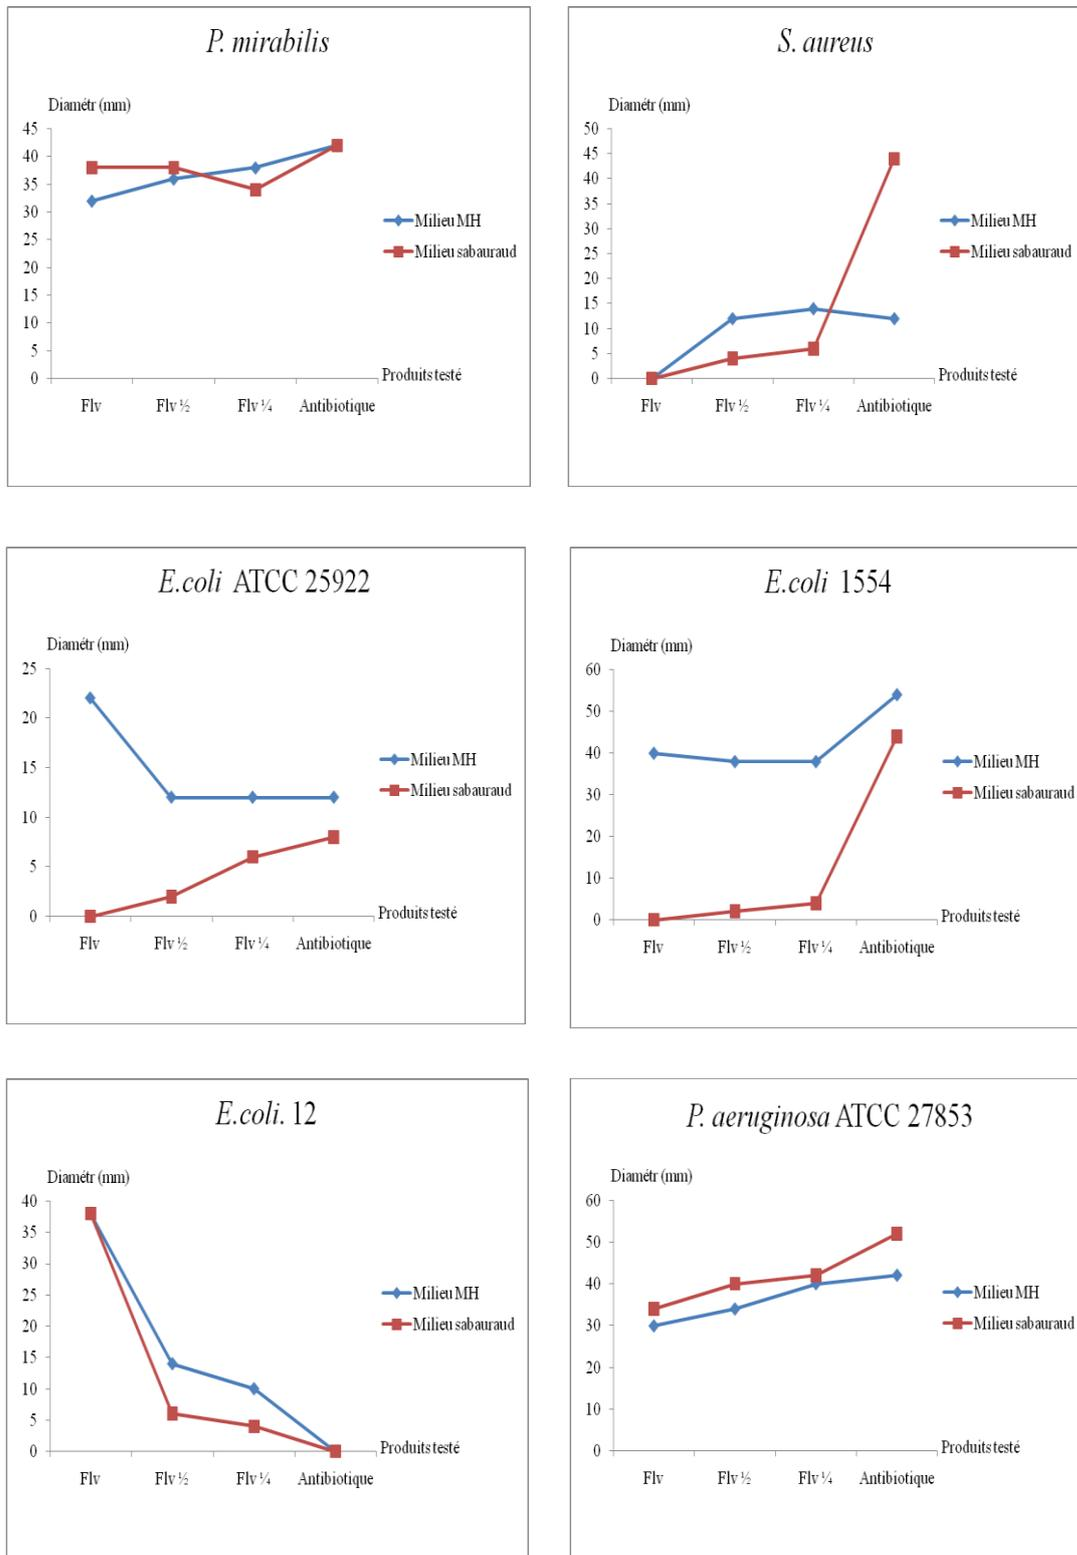 P. mirabilis
Diamétr (mm)
45
40
35
30
25
20
15
10
5
0
Flv Flv ½ Flv ¼ Antibiotique
Produits testé
Milieu MH
Milieu sabauraud
S. aureus
Diamétr (mm)
50
45
40
35
30
25
20
15
10
5
0
Flv Flv ½ Flv ¼ Antibiotique
Produits testé
Milieu MH
Milieu sabauraud
E.coli ATCC 25922
Diamétr (mm)
25
20
15
10
5
0
Flv Flv ½ Flv ¼ Antibiotique
Produits testé
Milieu MH
Milieu sabauraud
E.coli 1554
Diamétr (mm)
60
50
40
30
20
10
0
Flv Flv ½ Flv ¼ Antibiotique
Produits testé
Milieu MH
Milieu sabauraud
E.coli. 12
Diamétr (mm)
40
35
30
25
20
15
10
5
0
Flv Flv ½ Flv ¼ Antibiotique
Produits testé
Milieu MH
Milieu sabauraud
P. aeruginosa ATCC 27853
Diamétr (mm)
60
50
40
30
20
10
0
Flv Flv ½ Flv ¼ Antibiotique
Produits testé
Milieu MH
Milieu sabauraud